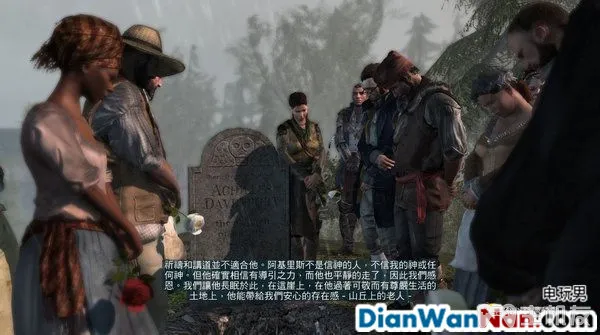 ACHILLES
DAVENPORT
祈禱和講道並不適合他。阿基里斯不是信神的人，不信我的神或任
何神。但他確實相信有導引之力，而他也平靜的走了，因此我們感
恩。我們讓他長眠於此，在這崖上，在他過著可敬而有尊嚴生活的
土地上，他能帶給我們安心的存在感 - 山丘上的老人。
电玩男
DianWanNan.Com